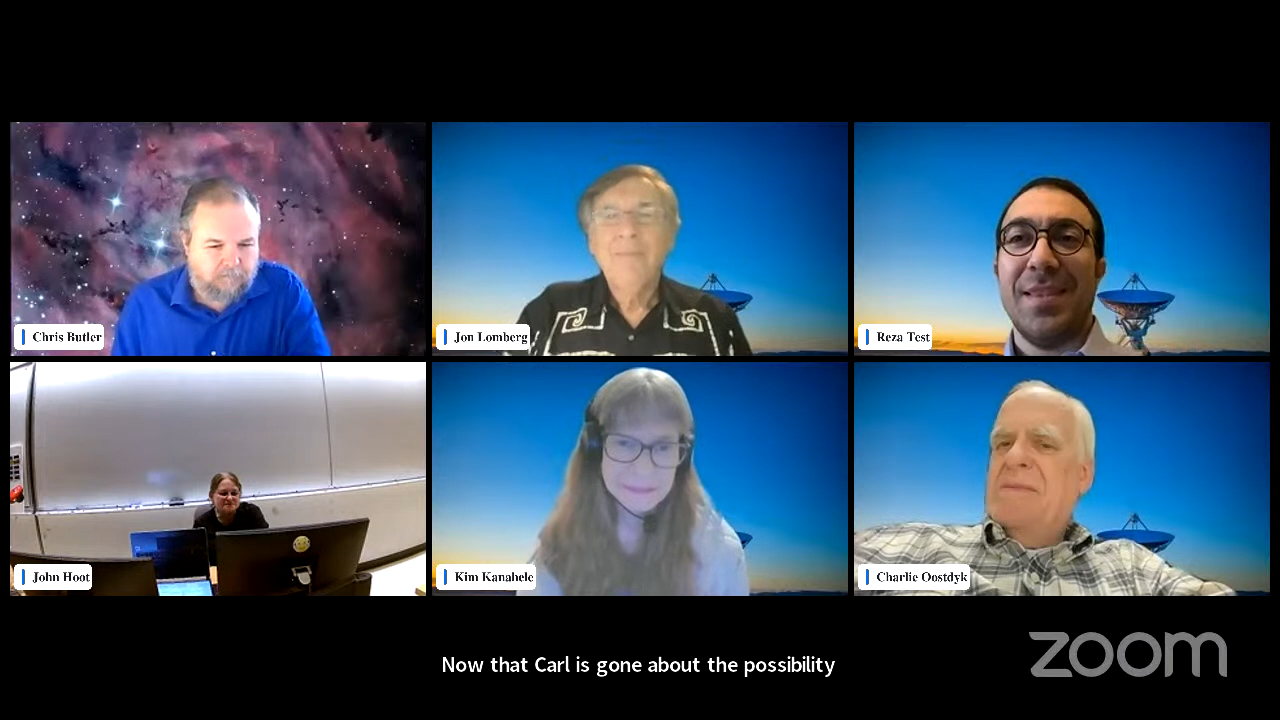 Chris Butler
Jon Lomberg
Reza Test
John Hoot
Kim Kanahele
Charlie Oostdyk
Now that Carl is gone about the possibility
zoom